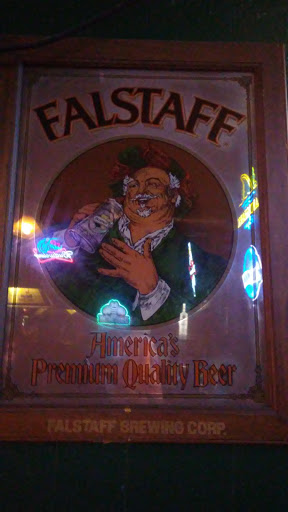 FALSTAFF
America's
Premium Quality Beer
FALSTAFF BREWING CORP.